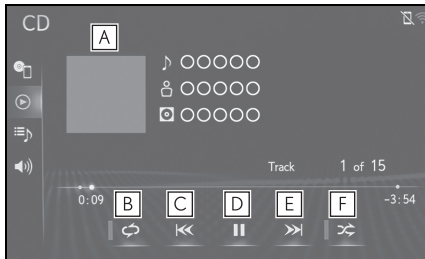 CD
A
○○○○○
○○○○○
○○○○○
Track 1 of 15
0:09 -3:54
B C D E F